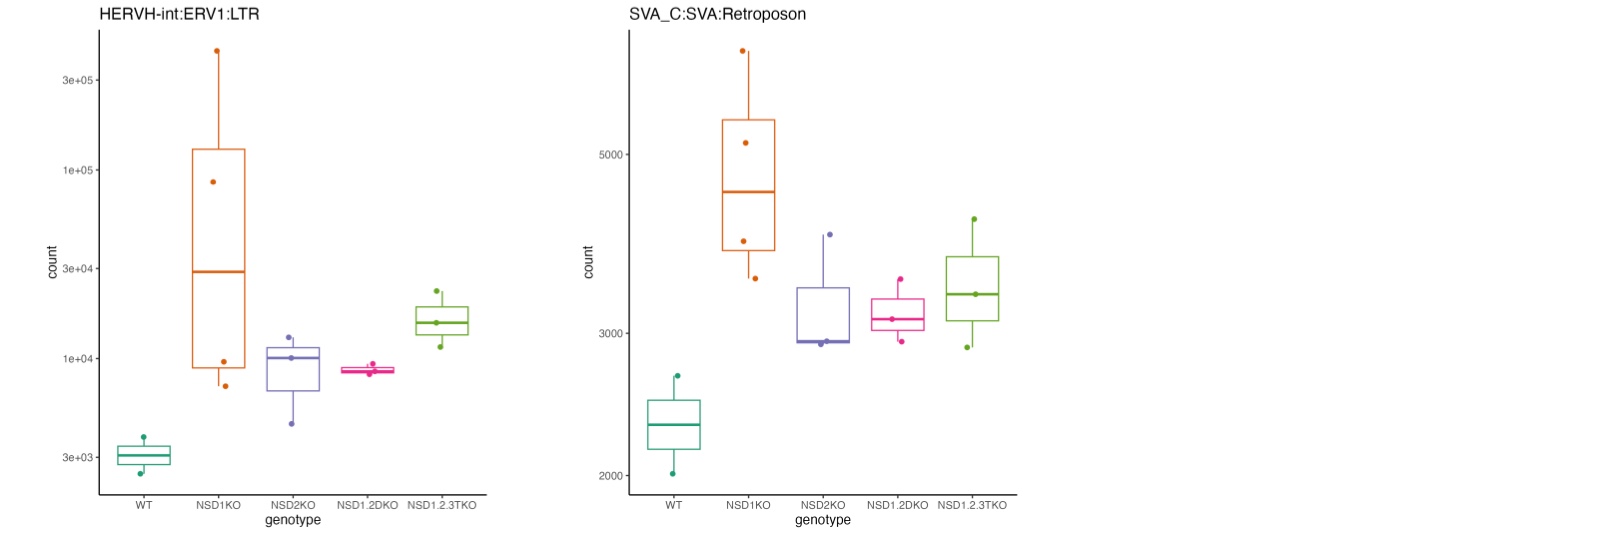 HERVH-int:ERV1:LTR
3e+05
1e+05
3e+04
1e+04
3e+03
count
WT NSD1KO NSD2KO NSD1.2DKO NSD1.2.3TKO
genotype
SVA_C:SVA:Retroposon
5000
3000
2000
count
WT NSD1KO NSD2KO NSD1.2DKO NSD1.2.3TKO
genotype